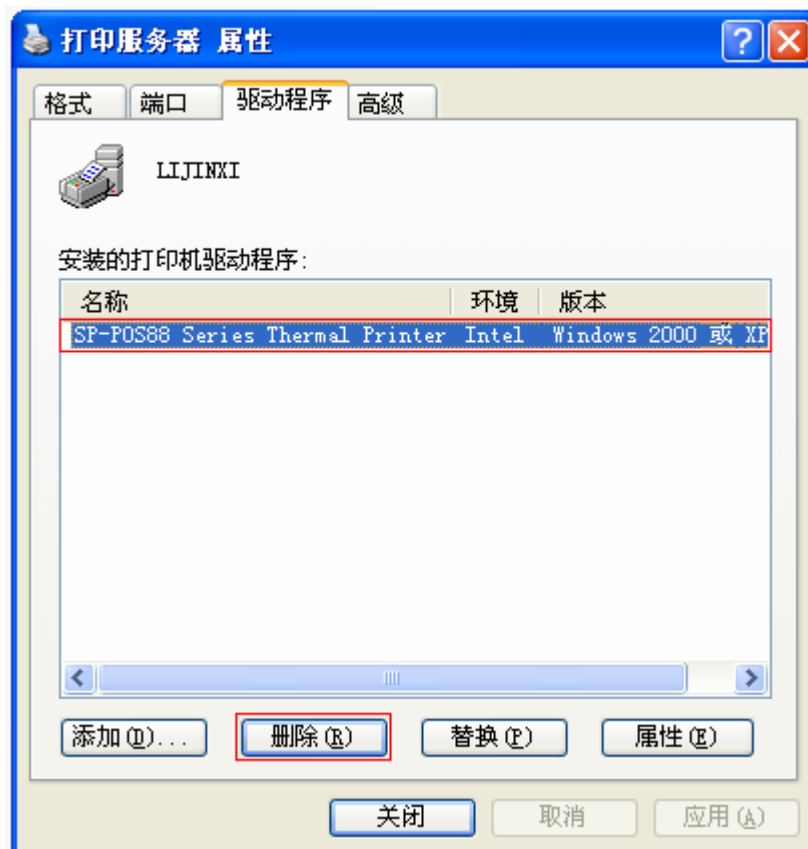 打印服务器 属性
格式 端口 驱动程序 高级
LIJINXI
安装的打印机驱动程序:
名称 环境 版本
SP-POS88 Series Thermal Printer Intel Windows 2000 或 XP
添加(D)... 删除(R) 替换(P) 属性(E)
关闭 取消 应用(A)